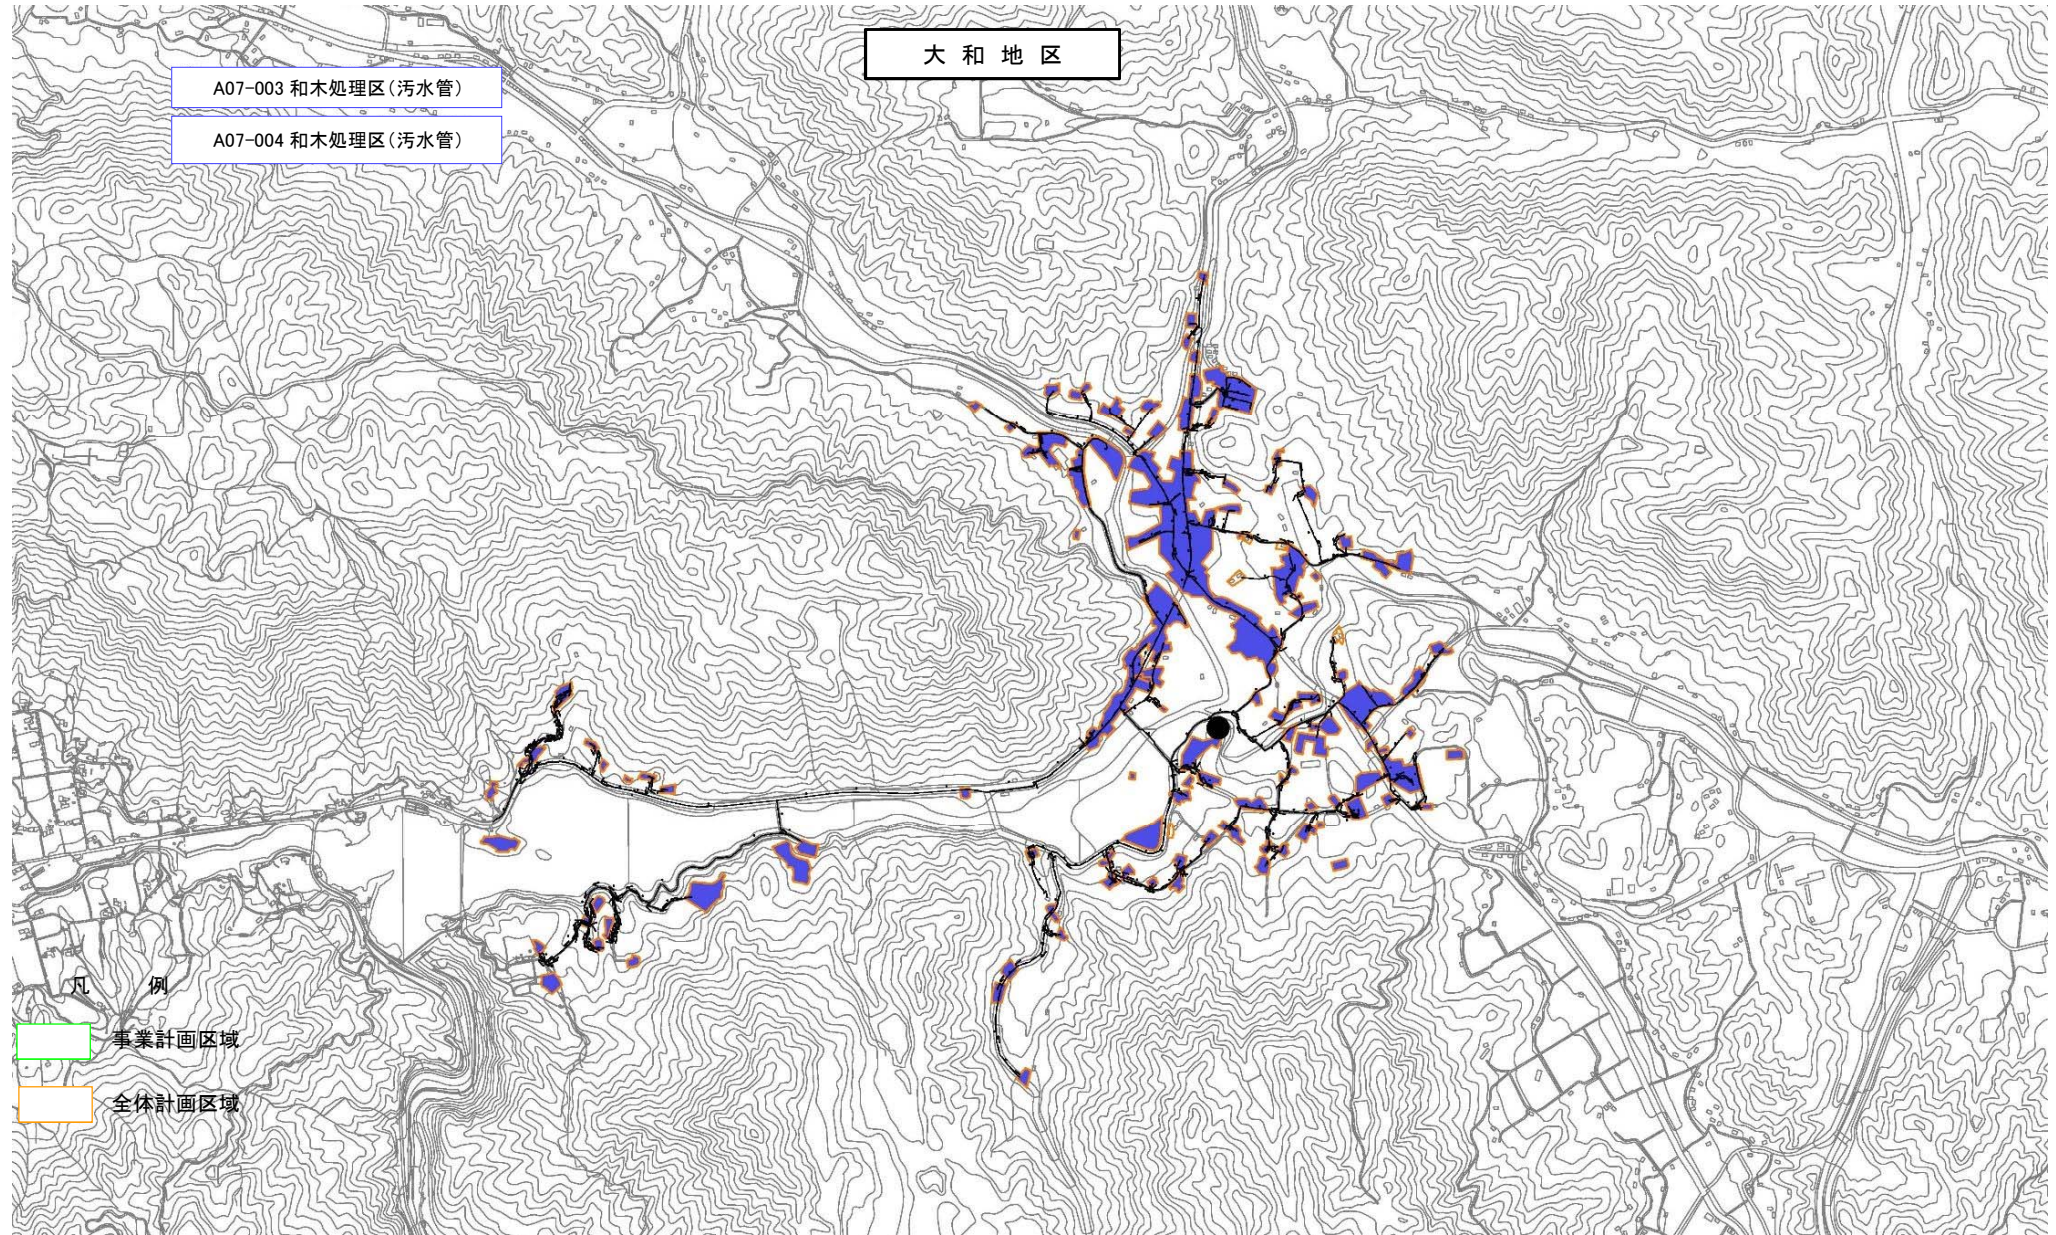 大和地区
A07-003 和木処理区(汚水管)
A07-004 和木処理区(汚水管)
凡例
事業計画区域
全体計画区域